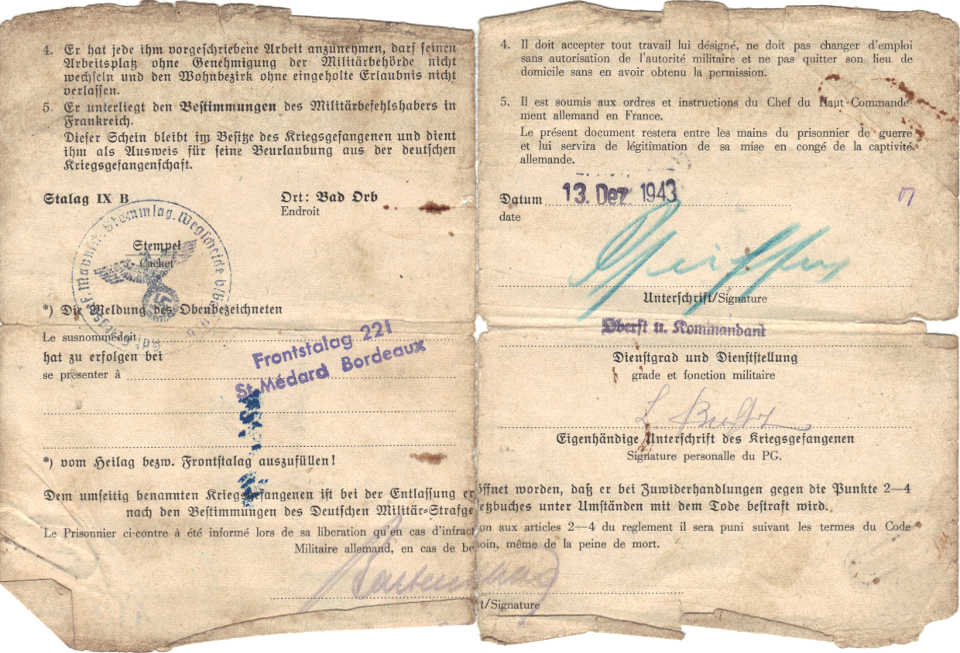 4. Er hat jede ihm vorgeschriebene Arbeit anzunehmen, darf seinen
Arbeitsplatz ohne Genehmigung der Militärbehörde nicht
wechseln und den Wohnbezirk ohne eingeholte Erlaubnis nicht
verlassen.
5. Er unterliegt den Bestimmungen des Militärbefehlshabers in
Frankreich.
Dieser Schein bleibt im Besitze des Kriegsgefangenen und dient
ihm als Ausweis für seine Beurlaubung aus der deutschen
Kriegsgefangenschaft.
Stalag IX B
Ort: Bad Orb
Endroit
Stempel
Cachet
*) Die Meldung des Obenbezeichneten
Le susnommé doit
hat zu erfolgen bei
se présenter à
Frontstalag 221
St. Médard Bordeaux
*) vom Heilag bezw. Frontstalag auszufüllen!
4. Il doit accepter tout travail lui désigné, ne doit pas changer d'emploi
sans autorisation de l'autorité militaire et ne pas quitter son lieu de
domicile sans en avoir obtenu la permission.
5. Il est soumis aux ordres et instructions du Chef du Haut Commande-
ment allemand en France.
Le présent document restera entre les mains du prisonnier de guerre
et lui servira de légitimation de sa mise en congé de la captivité
allemande.
Datum 13. Dez 1943
date
Unterschrift/Signature
Oberst u. Kommandant
Dienstgrad und Dienststellung
grade et fonction militaire
Eigenhändige Unterschrift des Kriegsgefangenen
Signature personalle du PG.
Dem umseitig benannten Kriegsgefangenen ist bei der Entlassung eröffnet worden, daß er bei Zuwiderhandlungen gegen die Punkte 2—4
nach den Bestimmungen des Deutschen Militär-Strafgesetzbuches unter Umständen mit dem Tode bestraft wird.
Le Prisonnier ci-contre à été informé lors de sa liberation qu'en cas d'infraction aux articles 2—4 du reglement il sera puni suivant les termes du Code
Militaire allemand, en cas de besoin, même de la peine de mort.
t/Signature